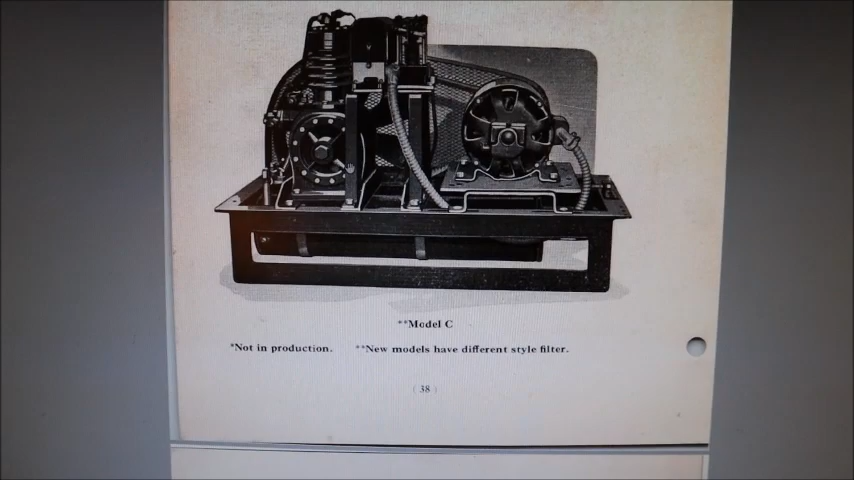 **Model C
*Not in production. **New models have different style filter.
( 38 )